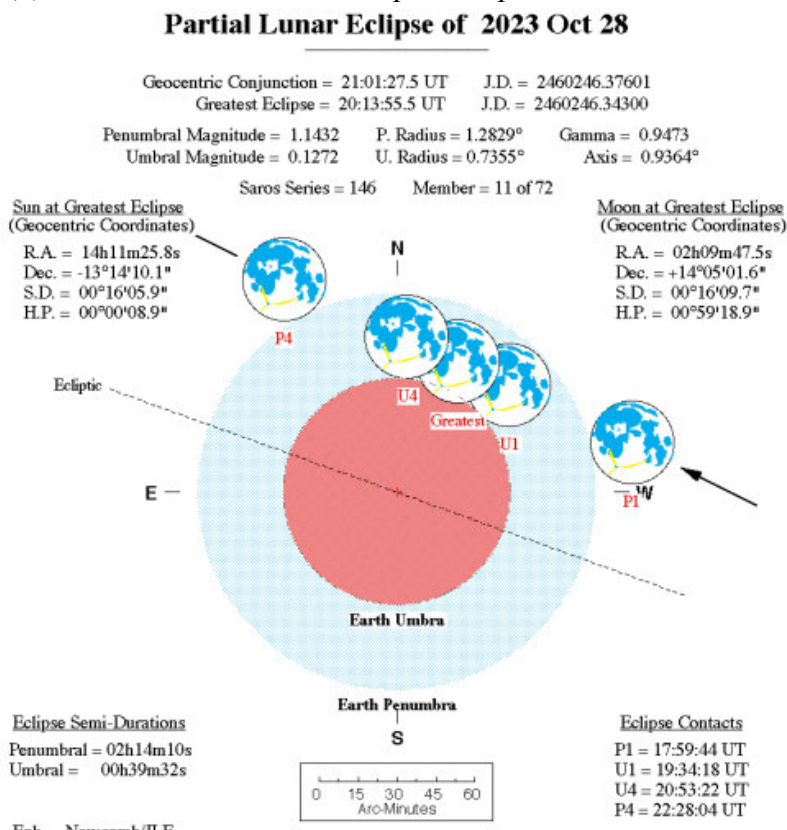 Partial Lunar Eclipse of 2023 Oct 28
Geocentric Conjunction = 21:01:27.5 UT J.D. = 2460246.37601
Greatest Eclipse = 20:13:55.5 UT J.D. = 2460246.34300
Penumbral Magnitude = 1.1432 P. Radius = 1.2829° Gamma = 0.9473
Umbral Magnitude = 0.1272 U. Radius = 0.7355° Axis = 0.9364°
Saros Series = 146 Member = 11 of 72
Sun at Greatest Eclipse
(Geocentric Coordinates)
R.A. = 14h11m25.8s
Dec. = -13°14'10.1"
S.D. = 00°16'05.9"
H.P. = 00°00'08.9"
Moon at Greatest Eclipse
(Geocentric Coordinates)
R.A. = 02h09m47.5s
Dec. = +14°05'01.6"
S.D. = 00°16'09.7"
H.P. = 00°59'18.9"
N
P4
Ecliptic
U4
Greatest
U1
E
W
P1
Earth Umbra
Earth Penumbra
S
Eclipse Semi-Durations
Penumbral = 02h14m10s
Umbral = 00h39m32s
Eclipse Contacts
P1 = 17:59:44 UT
U1 = 19:34:18 UT
U4 = 20:53:22 UT
P4 = 22:28:04 UT
0 15 30 45 60
Arc-Minutes